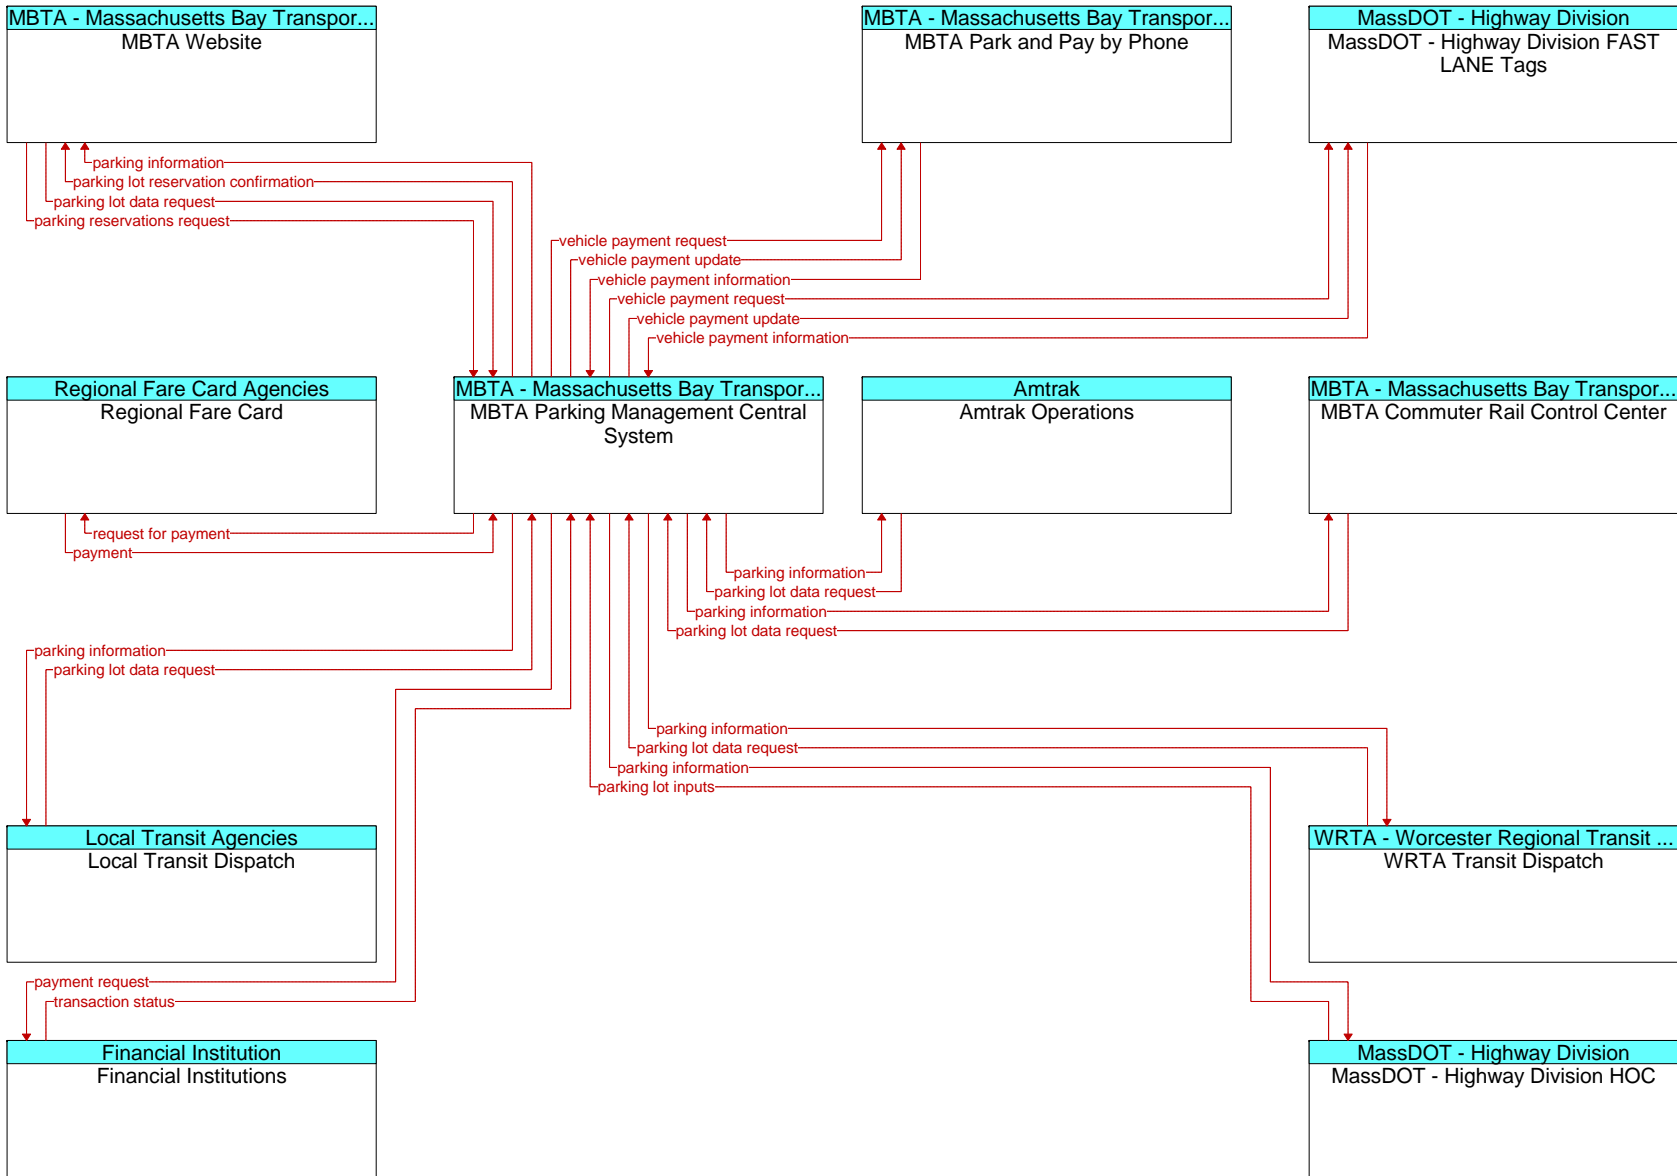 MBTA - Massachusetts Bay Transpor...
MBTA Website
MBTA - Massachusetts Bay Transpor...
MBTA Park and Pay by Phone
MassDOT - Highway Division
MassDOT - Highway Division FAST
LANE Tags
parking information
parking lot reservation confirmation
parking lot data request
parking reservations request
vehicle payment request
vehicle payment update
vehicle payment information
vehicle payment request
vehicle payment update
vehicle payment information
Regional Fare Card Agencies
Regional Fare Card
MBTA - Massachusetts Bay Transpor...
MBTA Parking Management Central
System
Amtrak
Amtrak Operations
MBTA - Massachusetts Bay Transpor...
MBTA Commuter Rail Control Center
request for payment
payment
parking information
parking lot data request
parking information
parking lot data request
parking information
parking lot data request
parking information
parking lot data request
parking information
parking lot inputs
Local Transit Agencies
Local Transit Dispatch
WRTA - Worcester Regional Transit ...
WRTA Transit Dispatch
payment request
transaction status
Financial Institution
Financial Institutions
MassDOT - Highway Division
MassDOT - Highway Division HOC